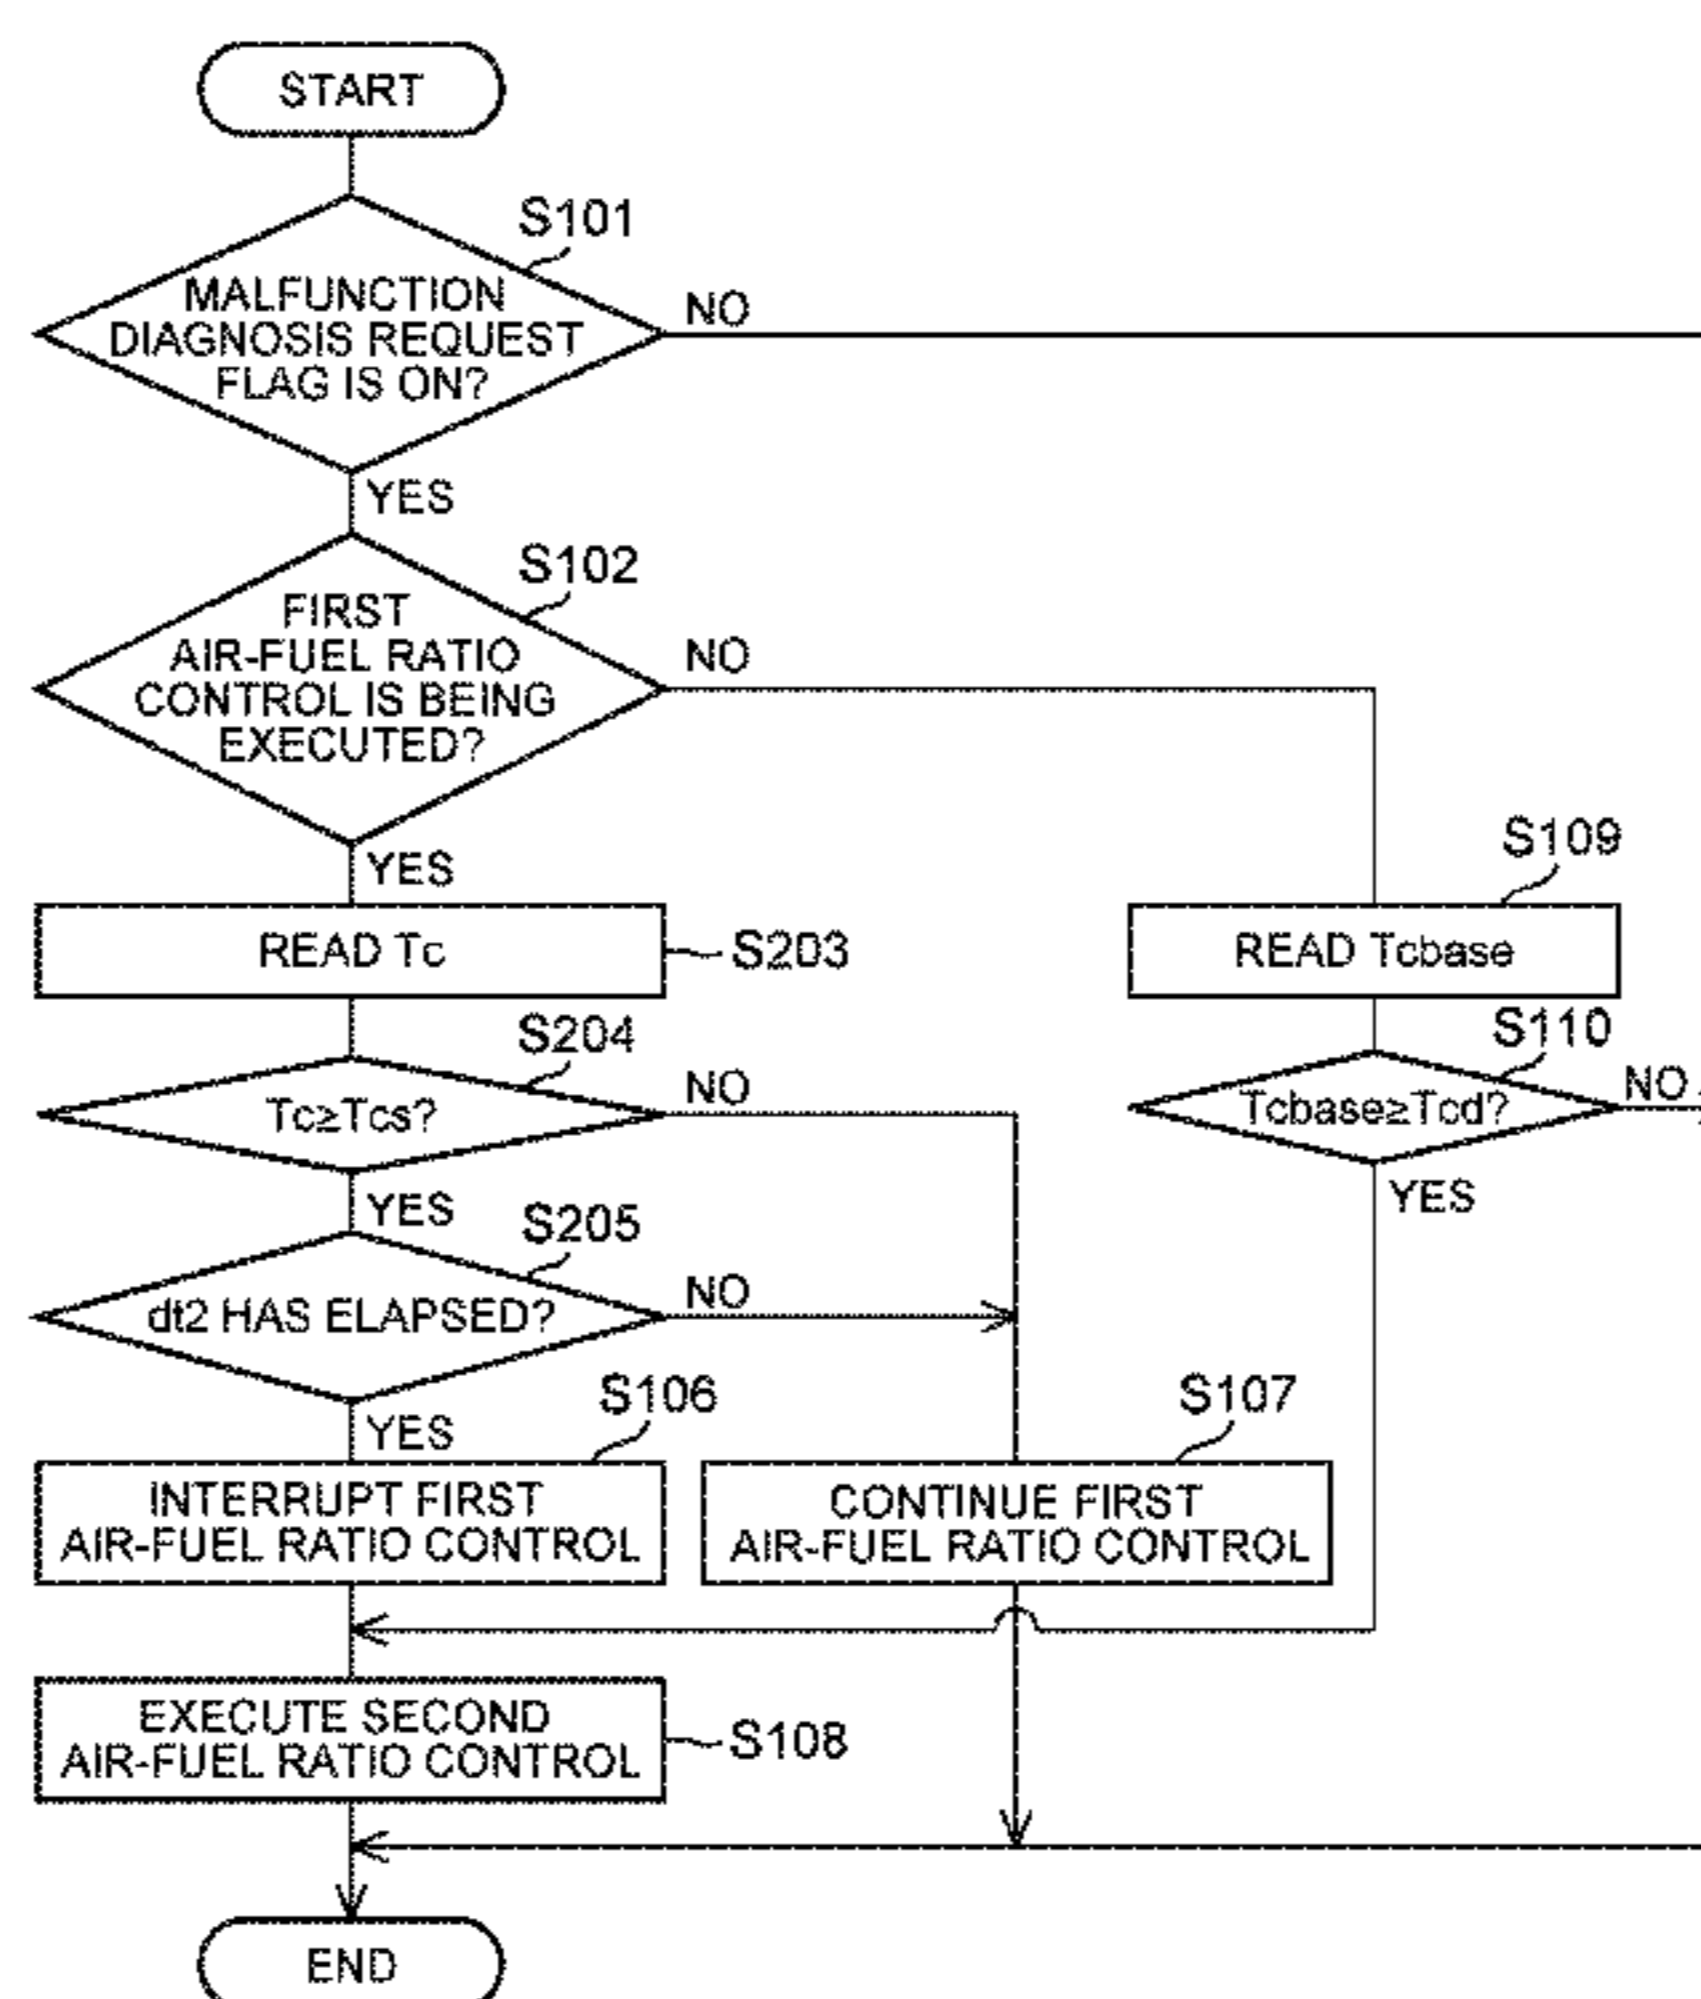 START
S101
MALFUNCTION
DIAGNOSIS REQUEST
FLAG IS ON?
NO
YES
S102
FIRST
AIR-FUEL RATIO
CONTROL IS BEING
EXECUTED?
NO
YES
S109
READ Tc
S203
READ Tcbase
S204
S110
Tc≥Tcs?
NO
Tcbase≥Tcd?
NO
YES
YES
S205
dt2 HAS ELAPSED?
NO
YES
S106
S107
INTERRUPT FIRST
AIR-FUEL RATIO CONTROL
CONTINUE FIRST
AIR-FUEL RATIO CONTROL
EXECUTE SECOND
AIR-FUEL RATIO CONTROL
S108
END